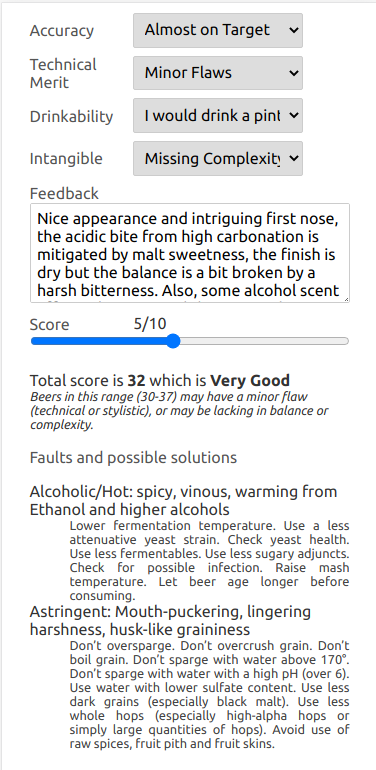 Accuracy Almost on Target
Technical Merit Minor Flaws
Drinkability I would drink a pint
Intangible Missing Complexity
Feedback
Nice appearance and intriguing first nose,
the acidic bite from high carbonation is
mitigated by malt sweetness, the finish is
dry but the balance is a bit broken by a
harsh bitterness. Also, some alcohol scent
Score 5/10
Total score is 32 which is Very Good
Beers in this range (30-37) may have a minor flaw
(technical or stylistic), or may be lacking in balance or
complexity.
Faults and possible solutions
Alcoholic/Hot: spicy, vinous, warming from
Ethanol and higher alcohols
Lower fermentation temperature. Use a less
attenuative yeast strain. Check yeast health.
Use less fermentables. Use less sugary adjuncts.
Check for possible infection. Raise mash
temperature. Let beer age longer before
consuming.
Astringent: Mouth-puckering, lingering
harshness, husk-like graininess
Don't oversparge. Don't overcrush grain. Don't
boil grain. Don't sparge with water above 170°.
Don't sparge with water with a high pH (over 6).
Use water with lower sulfate content. Use less
dark grains (especially black malt). Use less
whole hops (especially high-alpha hops or
simply large quantities of hops). Avoid use of
raw spices, fruit pith and fruit skins.